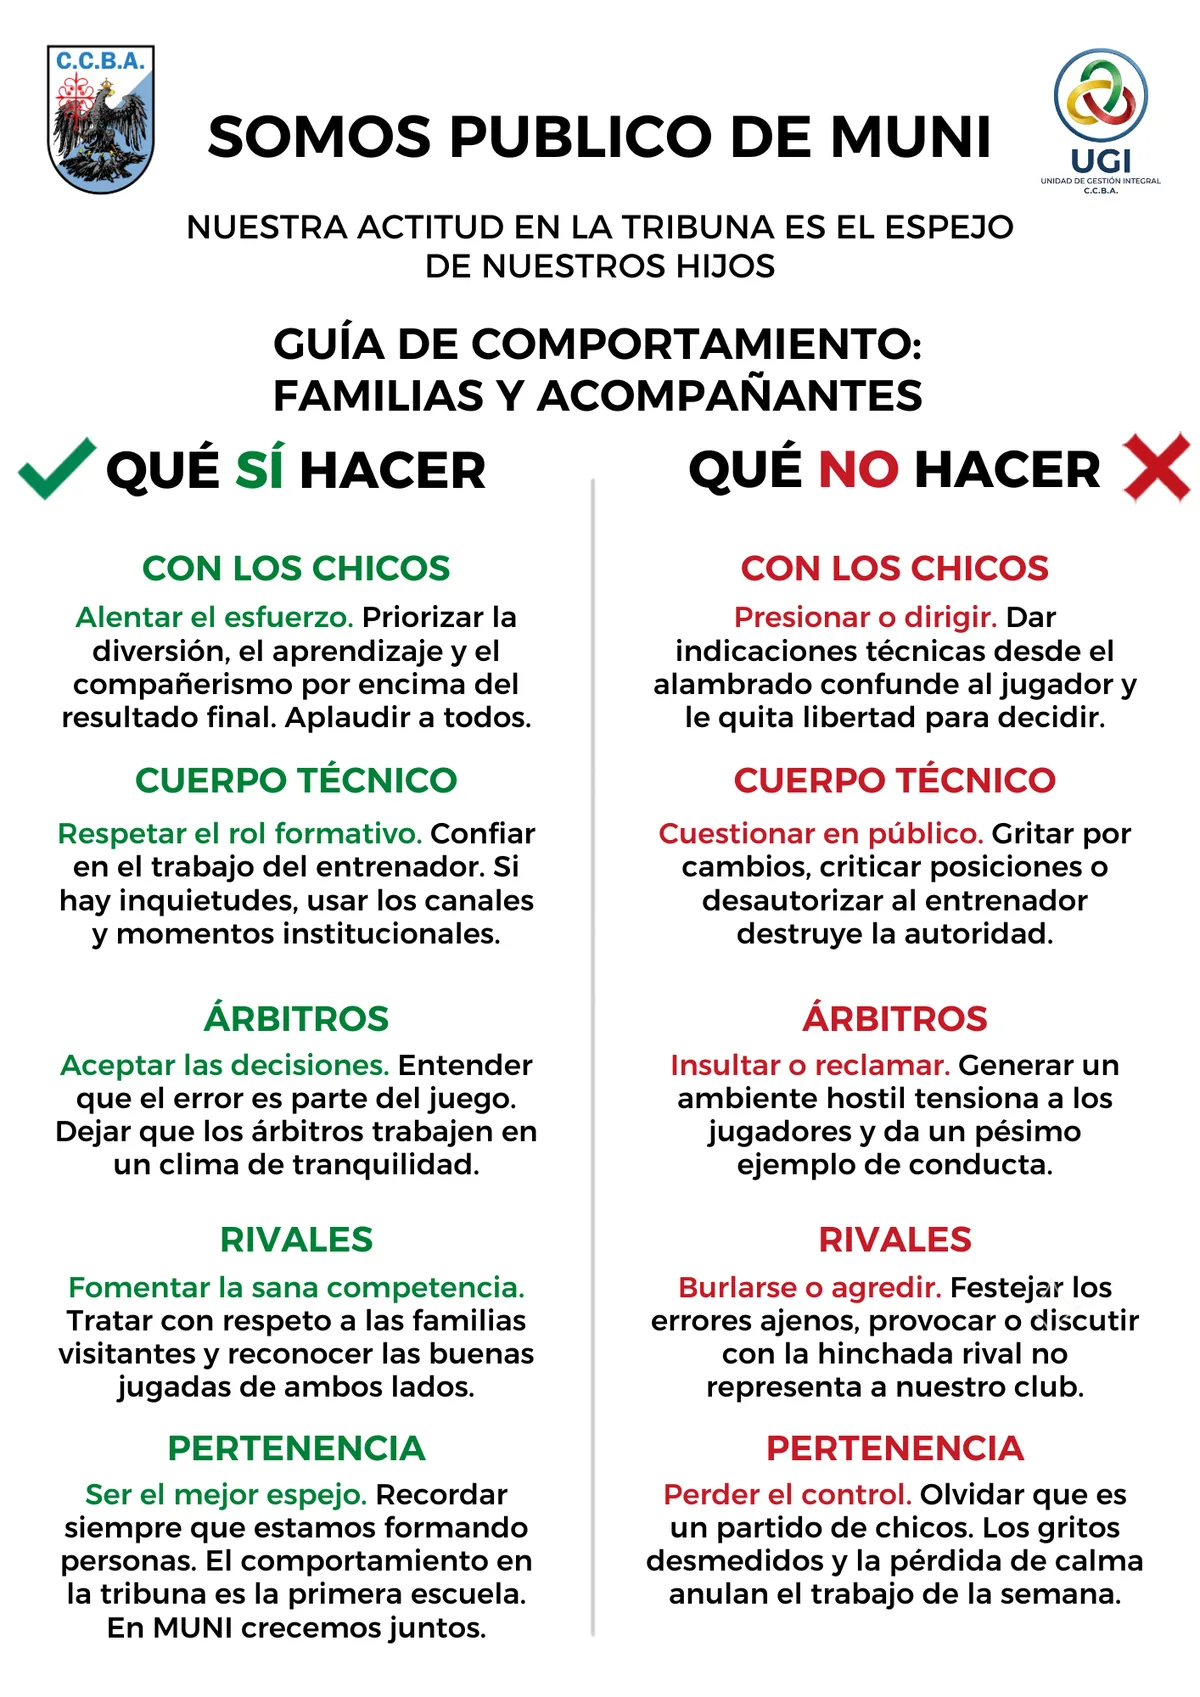 C.C.B.A.
SOMOS PUBLICO DE MUNI
UGI
UNIDAD DE GESTIÓN INTEGRAL
C.C.B.A.
NUESTRA ACTITUD EN LA TRIBUNA ES EL ESPEJO
DE NUESTROS HIJOS
GUÍA DE COMPORTAMIENTO:
FAMILIAS Y ACOMPAÑANTES
QUÉ SÍ HACER
CON LOS CHICOS
Alentar el esfuerzo. Priorizar la
diversión, el aprendizaje y el
compañerismo por encima del
resultado final. Aplaudir a todos.
CUERPO TÉCNICO
Respetar el rol formativo. Confiar
en el trabajo del entrenador. Si
hay inquietudes, usar los canales
y momentos institucionales.
ÁRBITROS
Aceptar las decisiones. Entender
que el error es parte del juego.
Dejar que los árbitros trabajen en
un clima de tranquilidad.
RIVALES
Fomentar la sana competencia.
Tratar con respeto a las familias
visitantes y reconocer las buenas
jugadas de ambos lados.
PERTENENCIA
Ser el mejor espejo. Recordar
siempre que estamos formando
personas. El comportamiento en
la tribuna es la primera escuela.
En MUNI crecemos juntos.
QUÉ NO HACER
CON LOS CHICOS
Presionar o dirigir. Dar
indicaciones técnicas desde el
alambrado confunde al jugador y
le quita libertad para decidir.
CUERPO TÉCNICO
Cuestionar en público. Gritar por
cambios, criticar posiciones o
desautorizar al entrenador
destruye la autoridad.
ÁRBITROS
Insultar o reclamar. Generar un
ambiente hostil tensiona a los
jugadores y da un pésimo
ejemplo de conducta.
RIVALES
Burlarse o agredir. Festejar los
errores ajenos, provocar o discutir
con la hinchada rival no
representa a nuestro club.
PERTENENCIA
Perder el control. Olvidar que es
un partido de chicos. Los gritos
desmedidos y la pérdida de calma
anulan el trabajo de la semana.